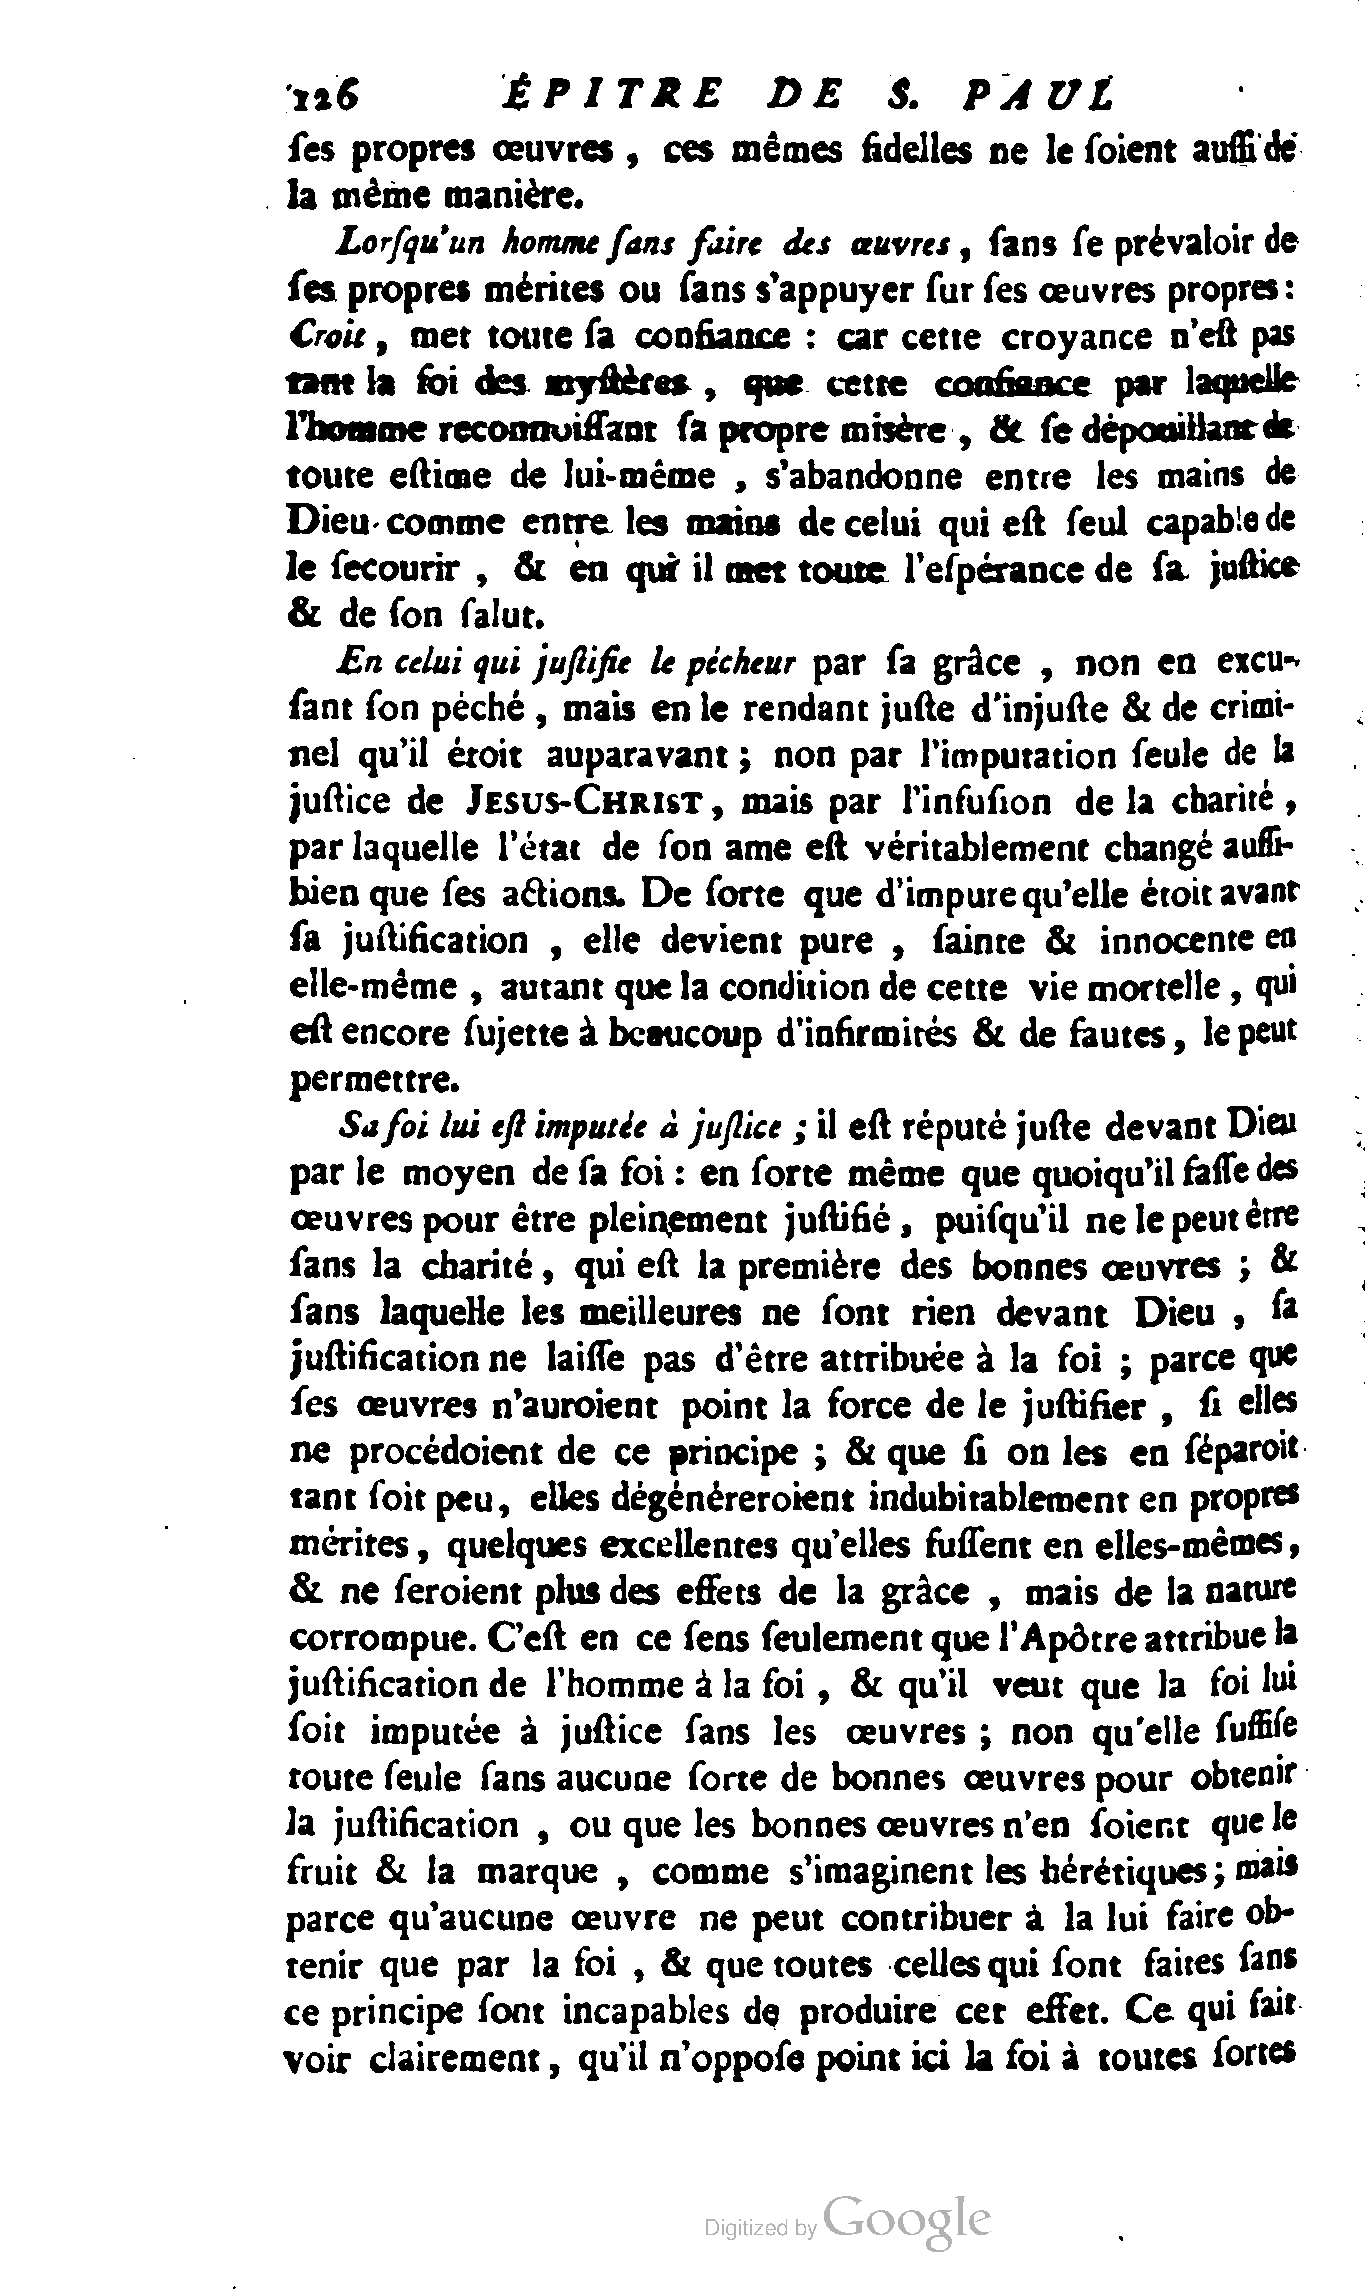 126 ÉPITRE DE S. PAUL
ſes propres œuvres , ces mêmes fidelles ne le ſoient auſſi de
la même manière.
Lorſqu'un homme ſans faire des œuvres , ſans ſe prévaloir de
ſes propres mérites ou ſans s'appuyer ſur ſes œuvres propres :
Croit , met toute ſa confiance : car cette croyance n'eſt pas
tant la foi des myſtères , que cette confiance par laquelle
l'homme reconnoiſſant ſa propre misère , & ſe dépouillant de
toute eſtime de lui-même , s'abandonne entre les mains de
Dieu comme entre les mains de celui qui eſt ſeul capable de
le ſecourir , & en qui il met toute l'eſpérance de ſa juſtice
& de ſon ſalut.
En celui qui juſtifie le pécheur par ſa grâce , non en excu-
ſant ſon péché , mais en le rendant juſte d'injuſte & de crimi-
nel qu'il étoit auparavant ; non par l'imputation ſeule de la
juſtice de JESUS-CHRIST , mais par l'infuſion de la charité ,
par laquelle l'état de ſon ame eſt véritablement changé auſſi-
bien que ſes actions. De ſorte que d'impure qu'elle étoit avant
ſa juſtification , elle devient pure , ſainte & innocente en
elle-même , autant que la condition de cette vie mortelle , qui
eſt encore ſujette à beaucoup d'infirmités & de fautes , le peut
permettre.
Sa foi lui eſt imputée à juſtice ; il eſt réputé juſte devant Dieu
par le moyen de ſa foi : en ſorte même que quoiqu'il faſſe des
œuvres pour être pleinement juſtifié , puiſqu'il ne le peut être
ſans la charité , qui eſt la première des bonnes œuvres ; &
ſans laquelle les meilleures ne ſont rien devant Dieu , ſa
juſtification ne laiſſe pas d'être attribuée à la foi ; parce que
ſes œuvres n'auroient point la force de le juſtifier , ſi elles
ne procédoient de ce principe ; & que ſi on les en ſéparoit
tant ſoit peu, elles dégénéreroient indubitablement en propres
mérites , quelques excellentes qu'elles fuſſent en elles-mêmes,
& ne ſeroient plus des effets de la grâce , mais de la nature
corrompue. C'eſt en ce ſens ſeulement que l'Apôtre attribue la
juſtification de l'homme à la foi , & qu'il veut que la foi lui
ſoit imputée à juſtice ſans les œuvres ; non qu'elle ſuffiſe
toute ſeule ſans aucune ſorte de bonnes œuvres pour obtenir
la juſtification , ou que les bonnes œuvres n'en ſoient que le
fruit & la marque , comme s'imaginent les hérétiques ; mais
parce qu'aucune œuvre ne peut contribuer à la lui faire ob-
tenir que par la foi , & que toutes celles qui ſont faites ſans
ce principe ſont incapables de produire cet effet. Ce qui fait
voir clairement , qu'il n'oppoſe point ici la foi à toutes ſortes
Digitized by Google